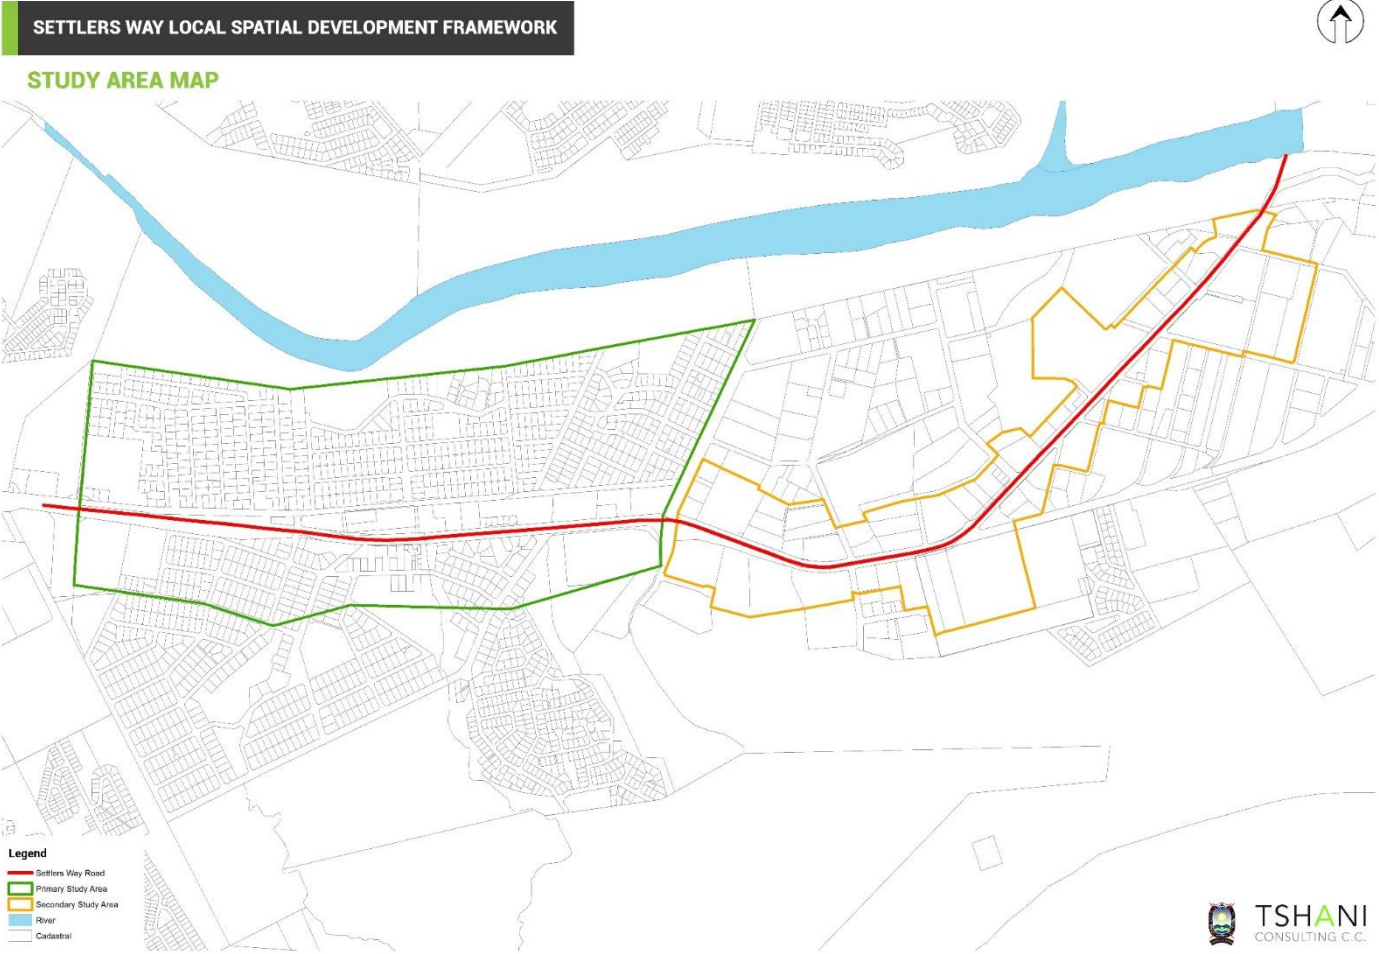 SETTLERS WAY LOCAL SPATIAL DEVELOPMENT FRAMEWORK
STUDY AREA MAP
Legend
Settlers Way Road
Primary Study Area
Secondary Study Area
River
Cadastral
TSHANI
CONSULTING C.C.